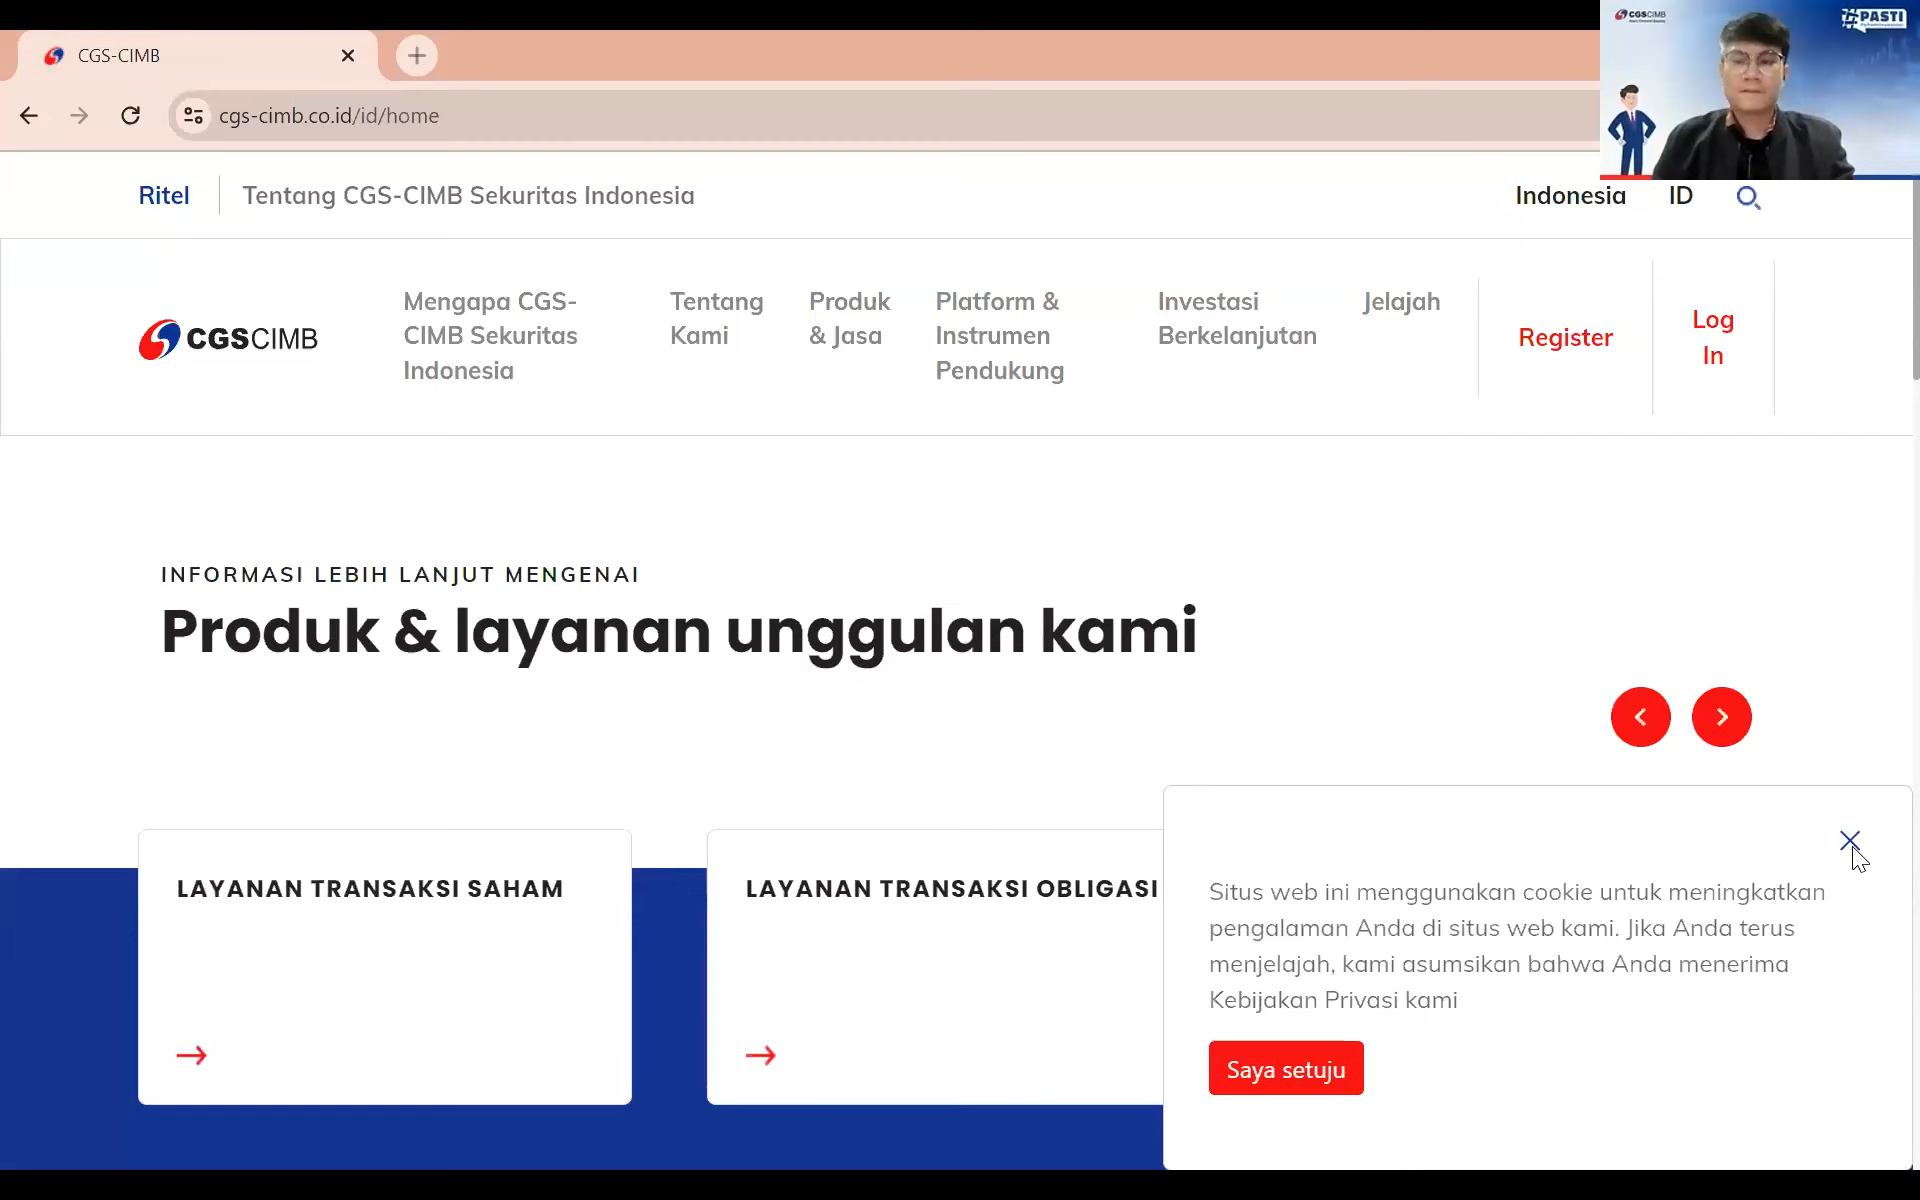 CGS-CIMB
cgs-cimb.co.id/id/home
CGSCIMB
#PASTI
Ritel
Tentang CGS-CIMB Sekuritas Indonesia
Indonesia
ID
CGSCIMB
Mengapa CGS-
CIMB Sekuritas
Indonesia
Tentang
Kami
Produk
& Jasa
Platform &
Instrumen
Pendukung
Investasi
Berkelanjutan
Jelajah
Register
Log
In
INFORMASI LEBIH LANJUT MENGENAI
Produk & layanan unggulan kami
LAYANAN TRANSAKSI SAHAM
LAYANAN TRANSAKSI OBLIGASI
Situs web ini menggunakan cookie untuk meningkatkan
pengalaman Anda di situs web kami. Jika Anda terus
menjelajah, kami asumsikan bahwa Anda menerima
Kebijakan Privasi kami
Saya setuju